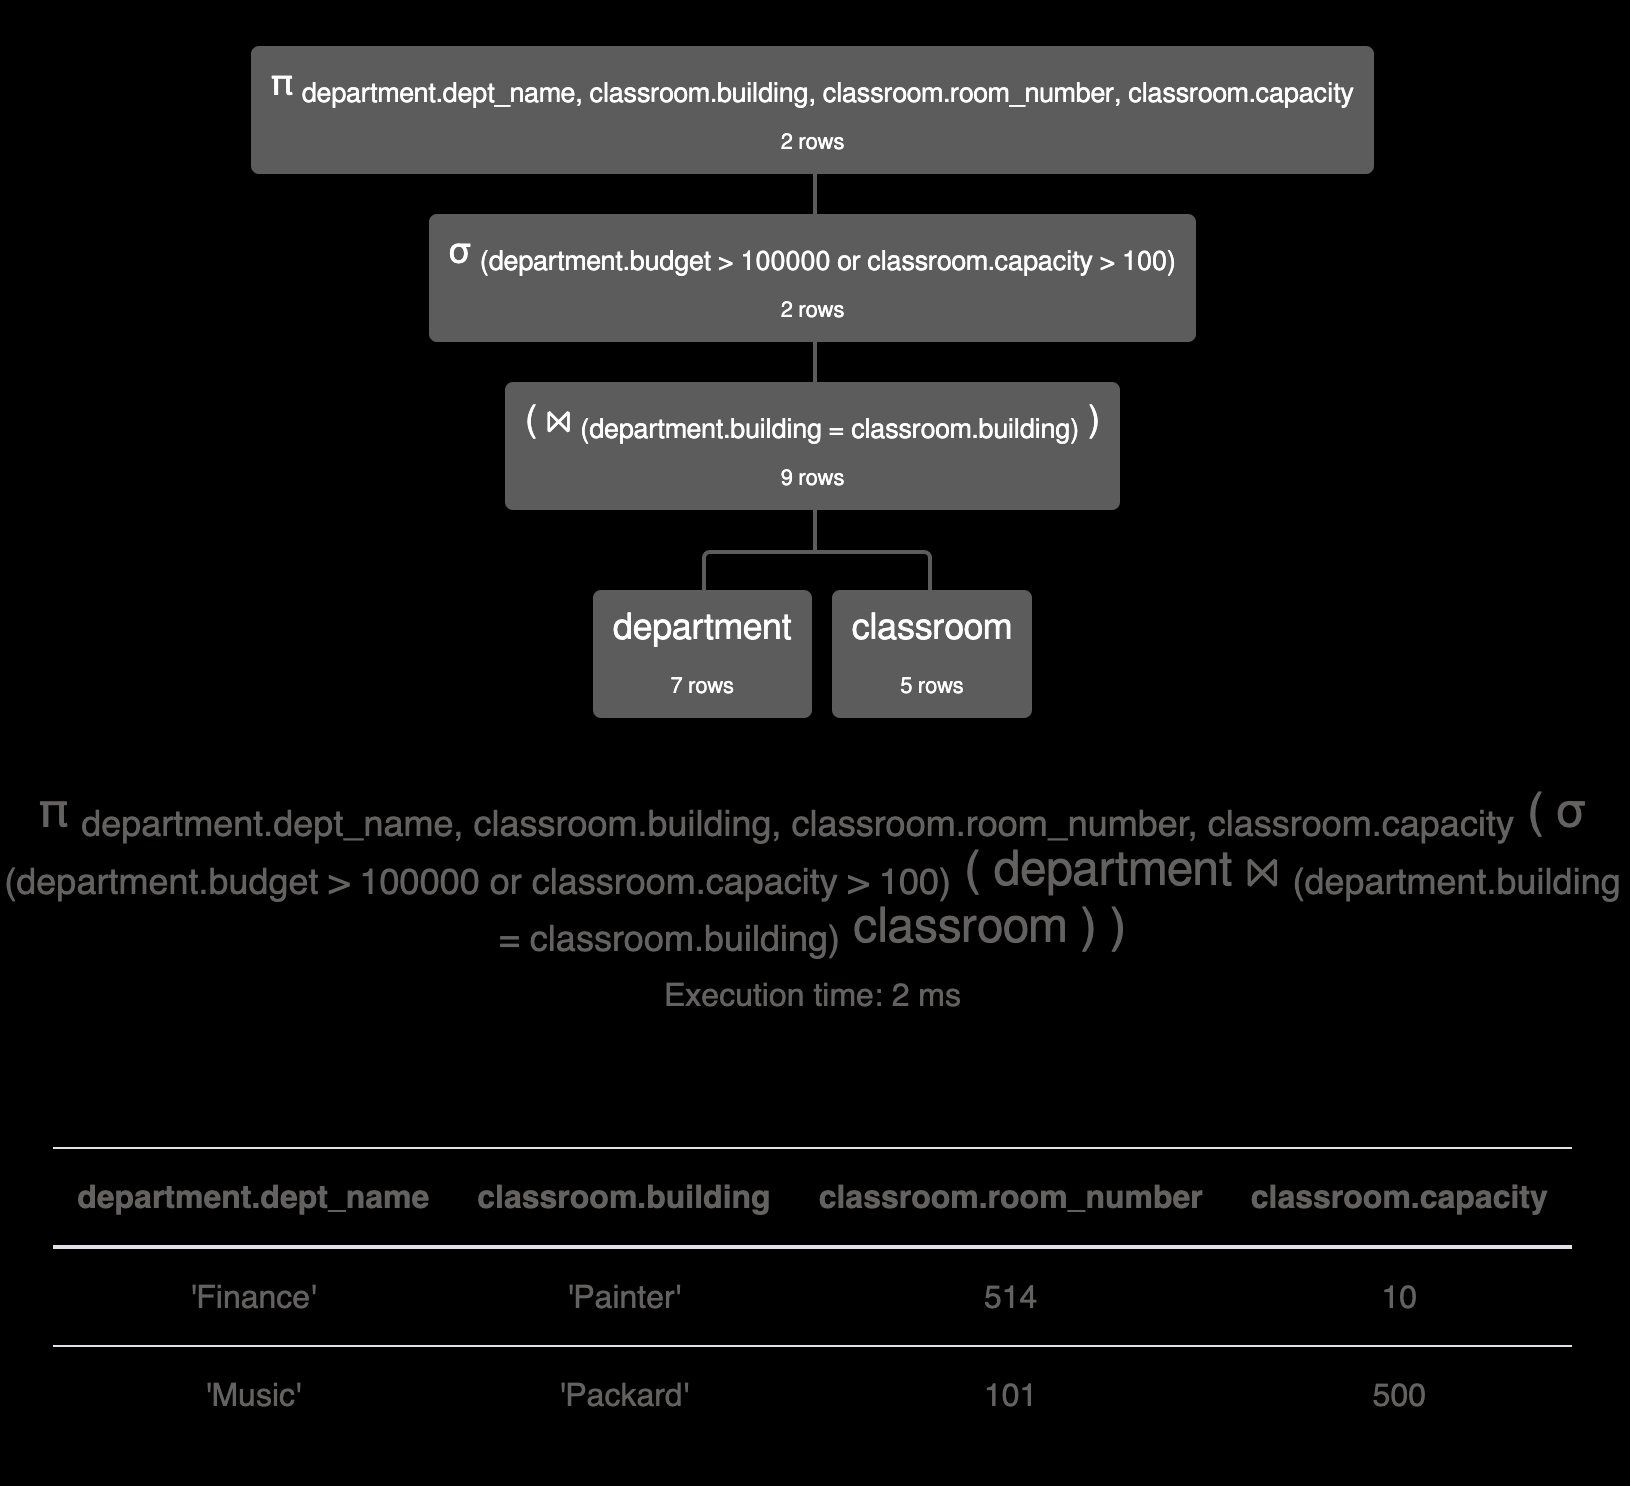 π department.dept_name, classroom.building, classroom.room_number, classroom.capacity
2 rows
σ (department.budget > 100000 or classroom.capacity > 100)
2 rows
( ⋈ (department.building = classroom.building) )
9 rows
department
7 rows
classroom
5 rows
π department.dept_name, classroom.building, classroom.room_number, classroom.capacity ( σ
(department.budget > 100000 or classroom.capacity > 100) ( department ⋈ (department.building
= classroom.building) classroom ) )
Execution time: 2 ms
department.dept_name classroom.building classroom.room_number classroom.capacity
'Finance' 'Painter' 514 10
'Music' 'Packard' 101 500